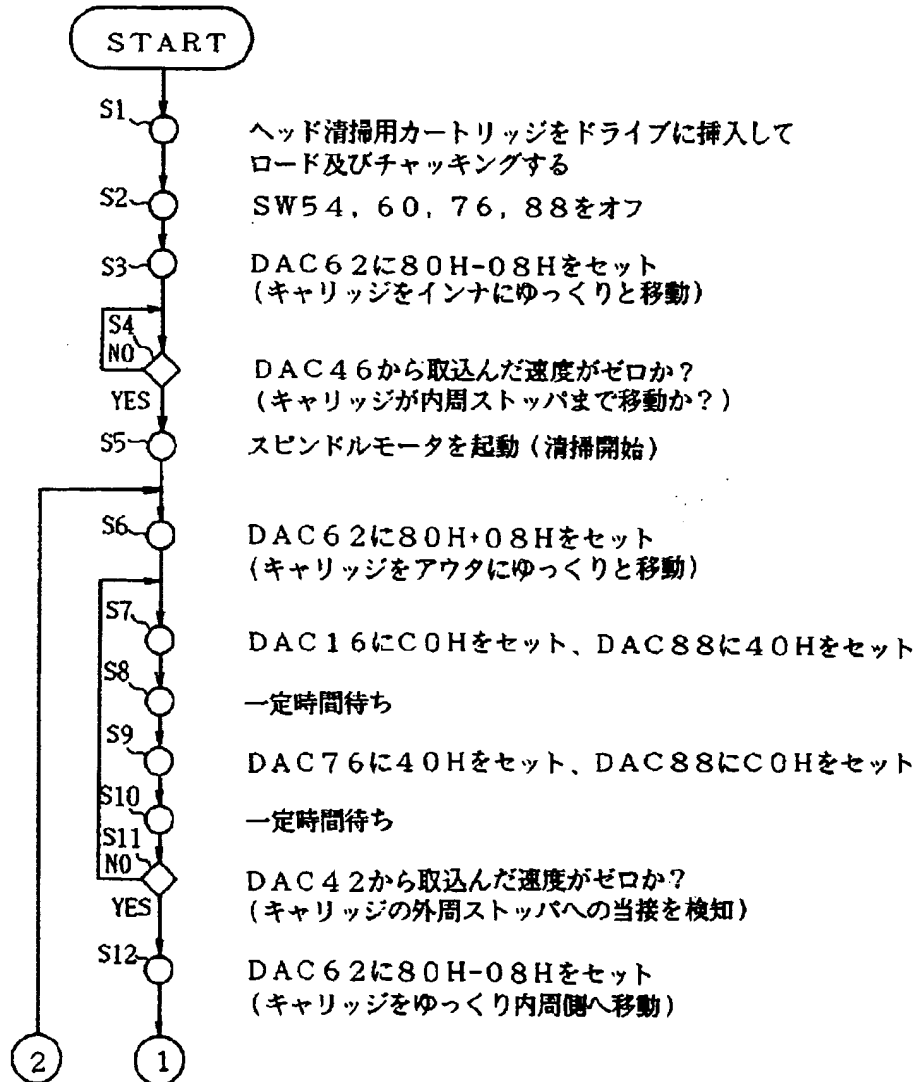 START
S1
ヘッド清掃用カートリッジをドライブに挿入して
ロード及びチャッキングする
S2
SW54,60,76,88をオフ
S3
DAC62に80H-08Hをセット
(キャリッジをインナにゆっくりと移動)
S4
NO
DAC46から取込んだ速度がゼロか?
(キャリッジが内周ストッパまで移動か?)
YES
S5
スピンドルモータを起動(清掃開始)
S6
DAC62に80H+08Hをセット
(キャリッジをアウタにゆっくりと移動)
S7
DAC16にC0Hをセット、DAC88に40Hをセット
S8
一定時間待ち
S9
DAC76に40Hをセット、DAC88にC0Hをセット
S10
一定時間待ち
S11
NO
DAC42から取込んだ速度がゼロか?
(キャリッジの外周ストッパへの当接を検知)
YES
S12
DAC62に80H-08Hをセット
(キャリッジをゆっくり内周側へ移動)
2
1